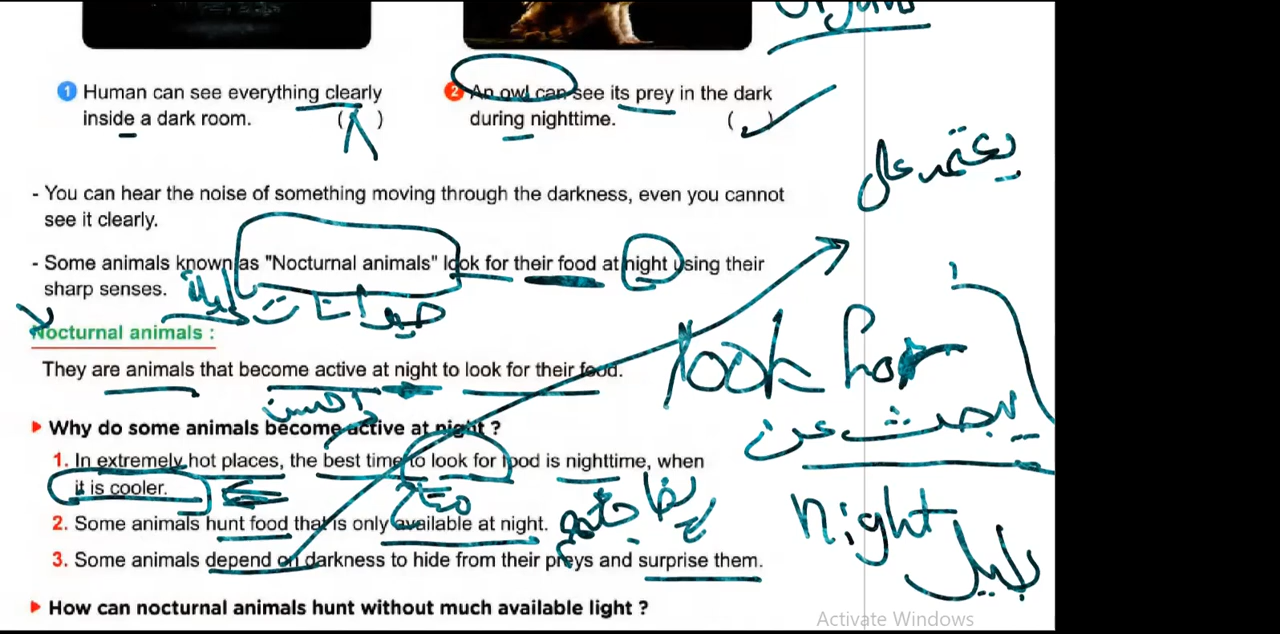 1 Human can see everything clearly
inside a dark room. ( )
2 An owl can see its prey in the dark
during nighttime. ( ✓ )
يعتمد على
- You can hear the noise of something moving through the darkness, even you cannot
see it clearly.
- Some animals known as "Nocturnal animals" look for their food at night using their
sharp senses.
حيوانات ليلية
Nocturnal animals :
They are animals that become active at night to look for their food.
look for
يبحث عن
Why do some animals become active at night ?
1. In extremely hot places, the best time to look for food is nighttime, when
it is cooler.
متاح
night
بليل
2. Some animals hunt food that is only available at night.
3. Some animals depend on darkness to hide from their preys and surprise them.
How can nocturnal animals hunt without much available light ?
Activate Windows